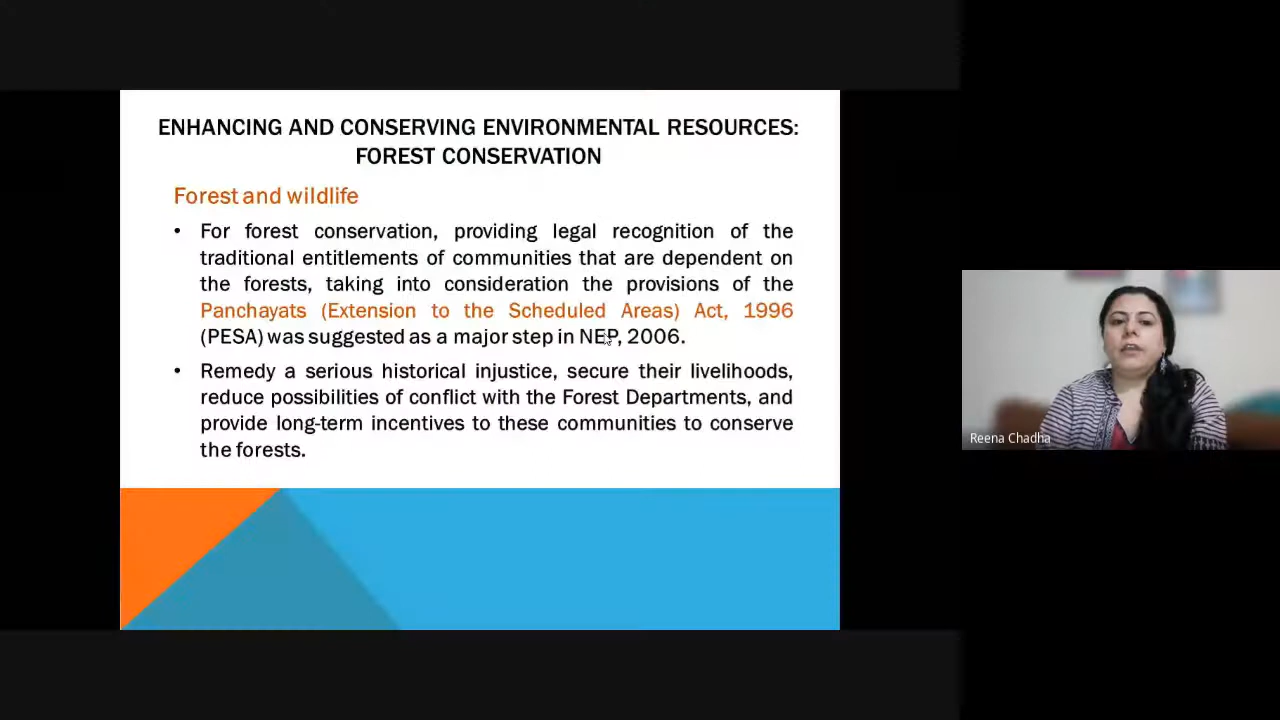 ENHANCING AND CONSERVING ENVIRONMENTAL RESOURCES:
FOREST CONSERVATION
Forest and wildlife
• For forest conservation, providing legal recognition of the
traditional entitlements of communities that are dependent on
the forests, taking into consideration the provisions of the
Panchayats (Extension to the Scheduled Areas) Act, 1996
(PESA) was suggested as a major step in NEP, 2006.
• Remedy a serious historical injustice, secure their livelihoods,
reduce possibilities of conflict with the Forest Departments, and
provide long-term incentives to these communities to conserve
the forests.
Reena Chadha